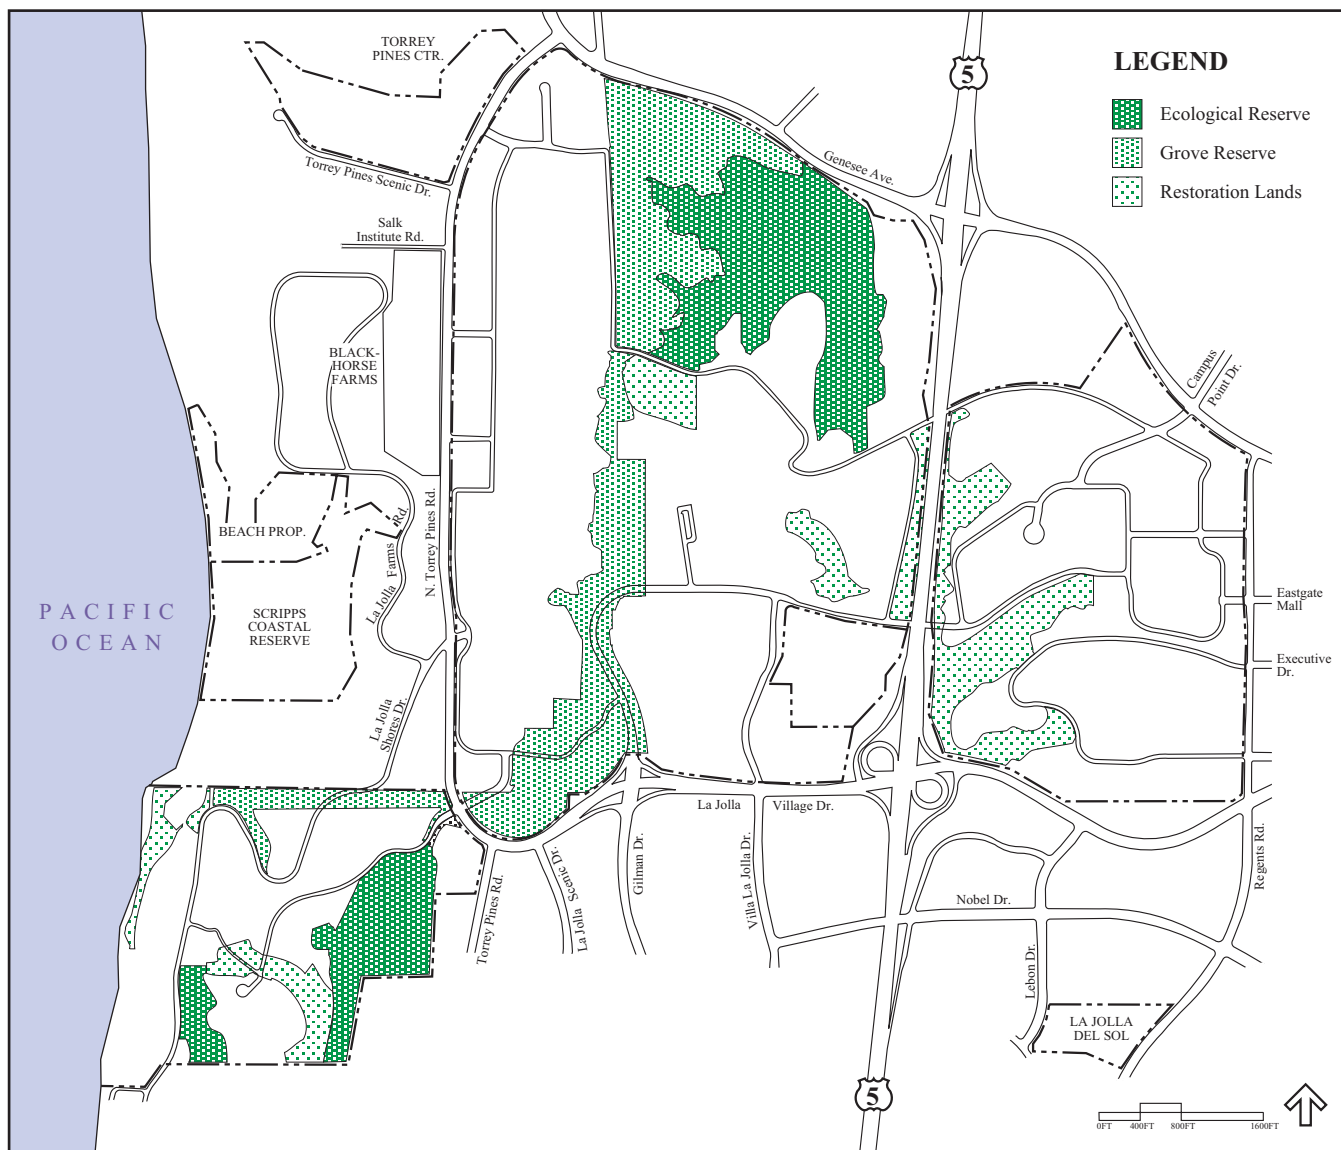 TORREY
PINES CTR.
5
LEGEND
Ecological Reserve
Grove Reserve
Restoration Lands
Genesee Ave.
Torrey Pines Scenic Dr.
Salk
Institute Rd.
BLACK-
HORSE
FARMS
Campus
Point Dr.
N. Torrey Pines Rd.
BEACH PROP.
La Jolla Farms Rd.
SCRIPPS
COASTAL
RESERVE
PACIFIC
OCEAN
Eastgate
Mall
Executive
Dr.
La Jolla
Shores Dr.
La Jolla
Village Dr.
Torrey Pines Rd.
La Jolla Scenic Dr.
Gilman Dr.
Villa La Jolla Dr.
Nobel Dr.
Regents Rd.
Lebon Dr.
LA JOLLA
DEL SOL
5
0FT 400FT 800FT 1600FT